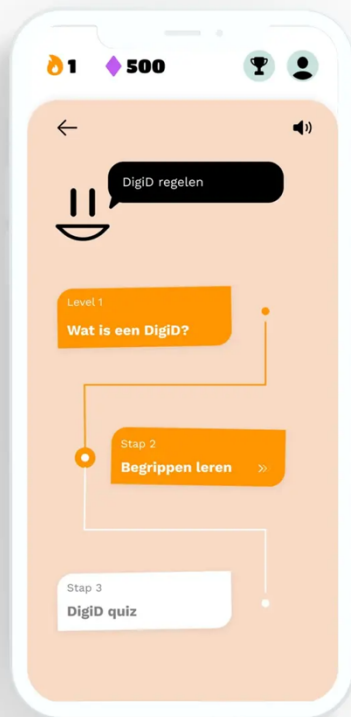 1
500
DigiD regelen
Level 1
Wat is een DigiD?
Stap 2
Begrippen leren
Stap 3
DigiD quiz